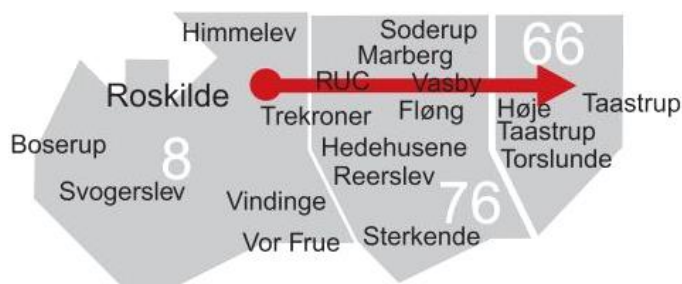 Himmelev
Soderup
Marberg
66
RUC
Vasby
Roskilde
Trekroner
Fløng
Høje
Taastrup
Taastrup
Boserup
8
Hedehusene
Torslunde
Svogerslev
Reerslev
Vindinge
76
Vor Frue
Sterkende